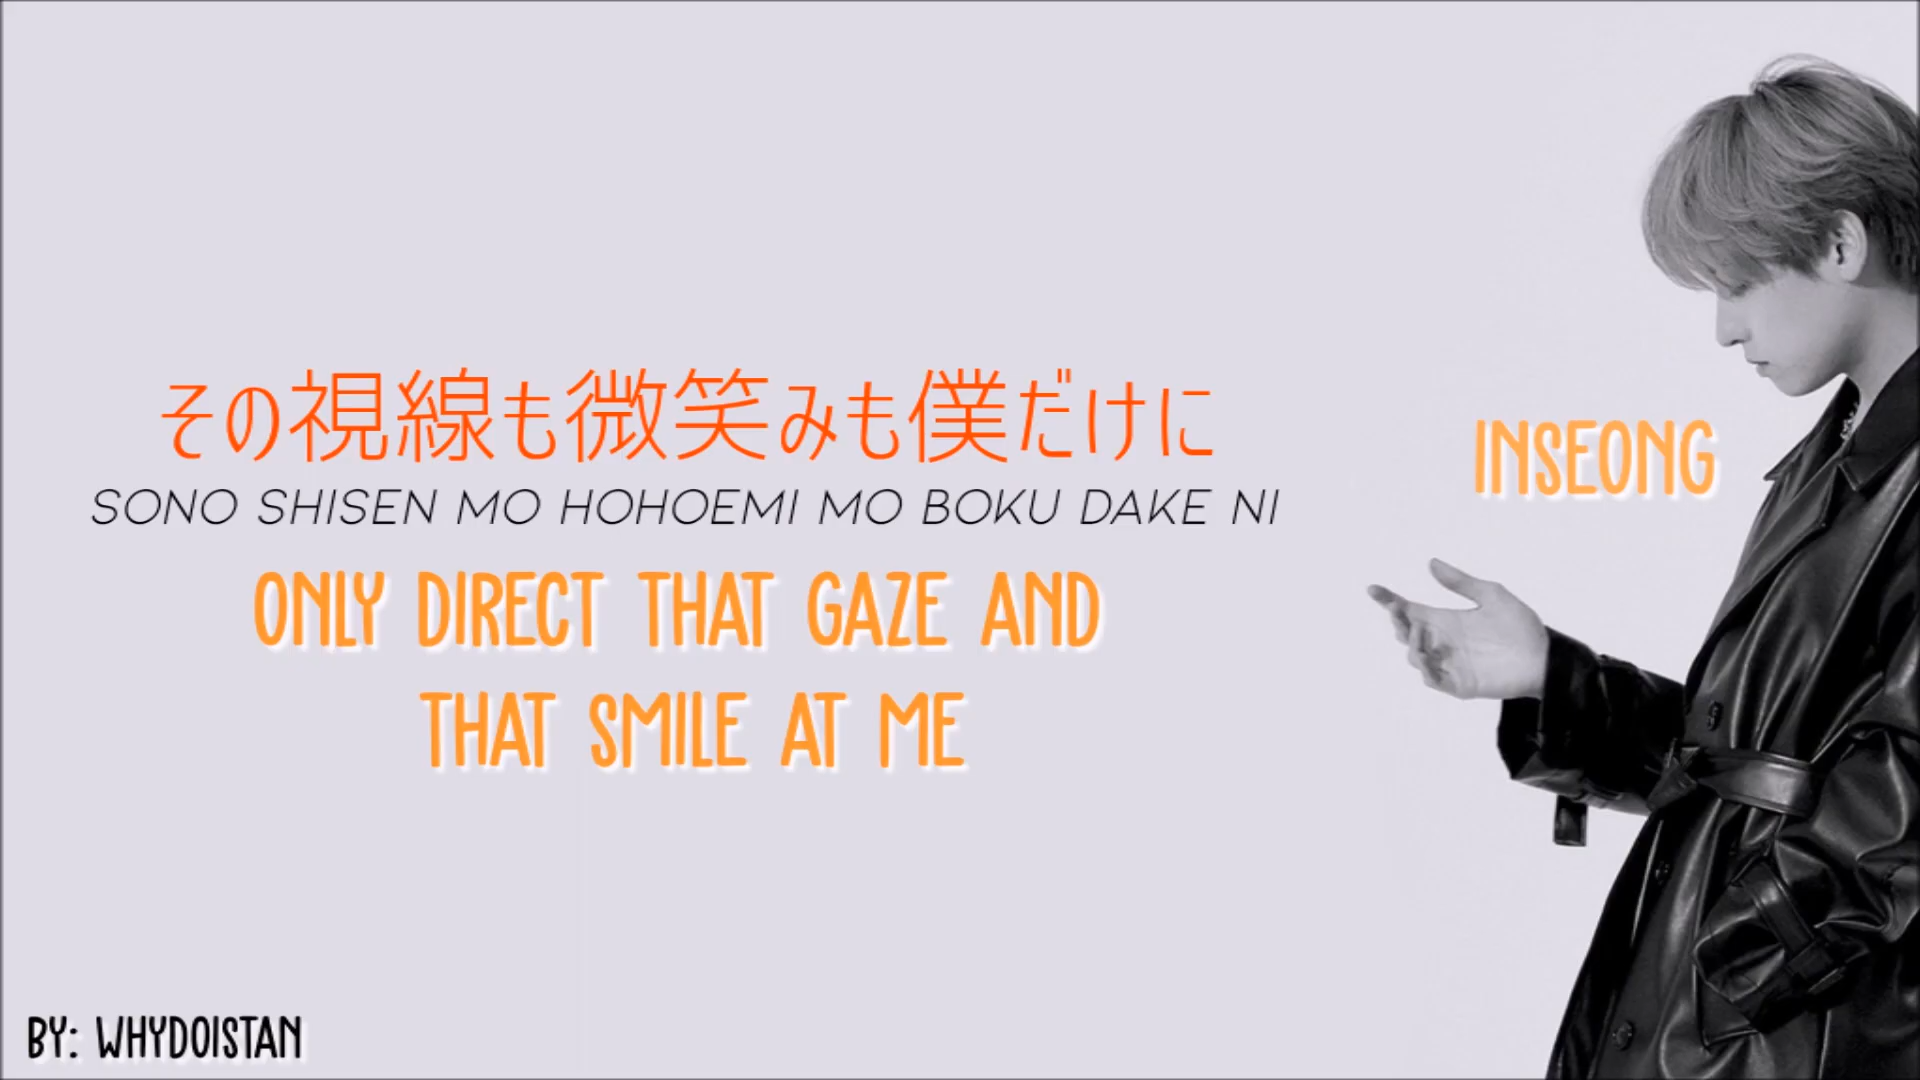 その視線も微笑みも僕だけに
SONO SHISEN MO HOHOEMI MO BOKU DAKE NI
ONLY DIRECT THAT GAZE AND
THAT SMILE AT ME
INSEONG
BY: WHYDOISTAN